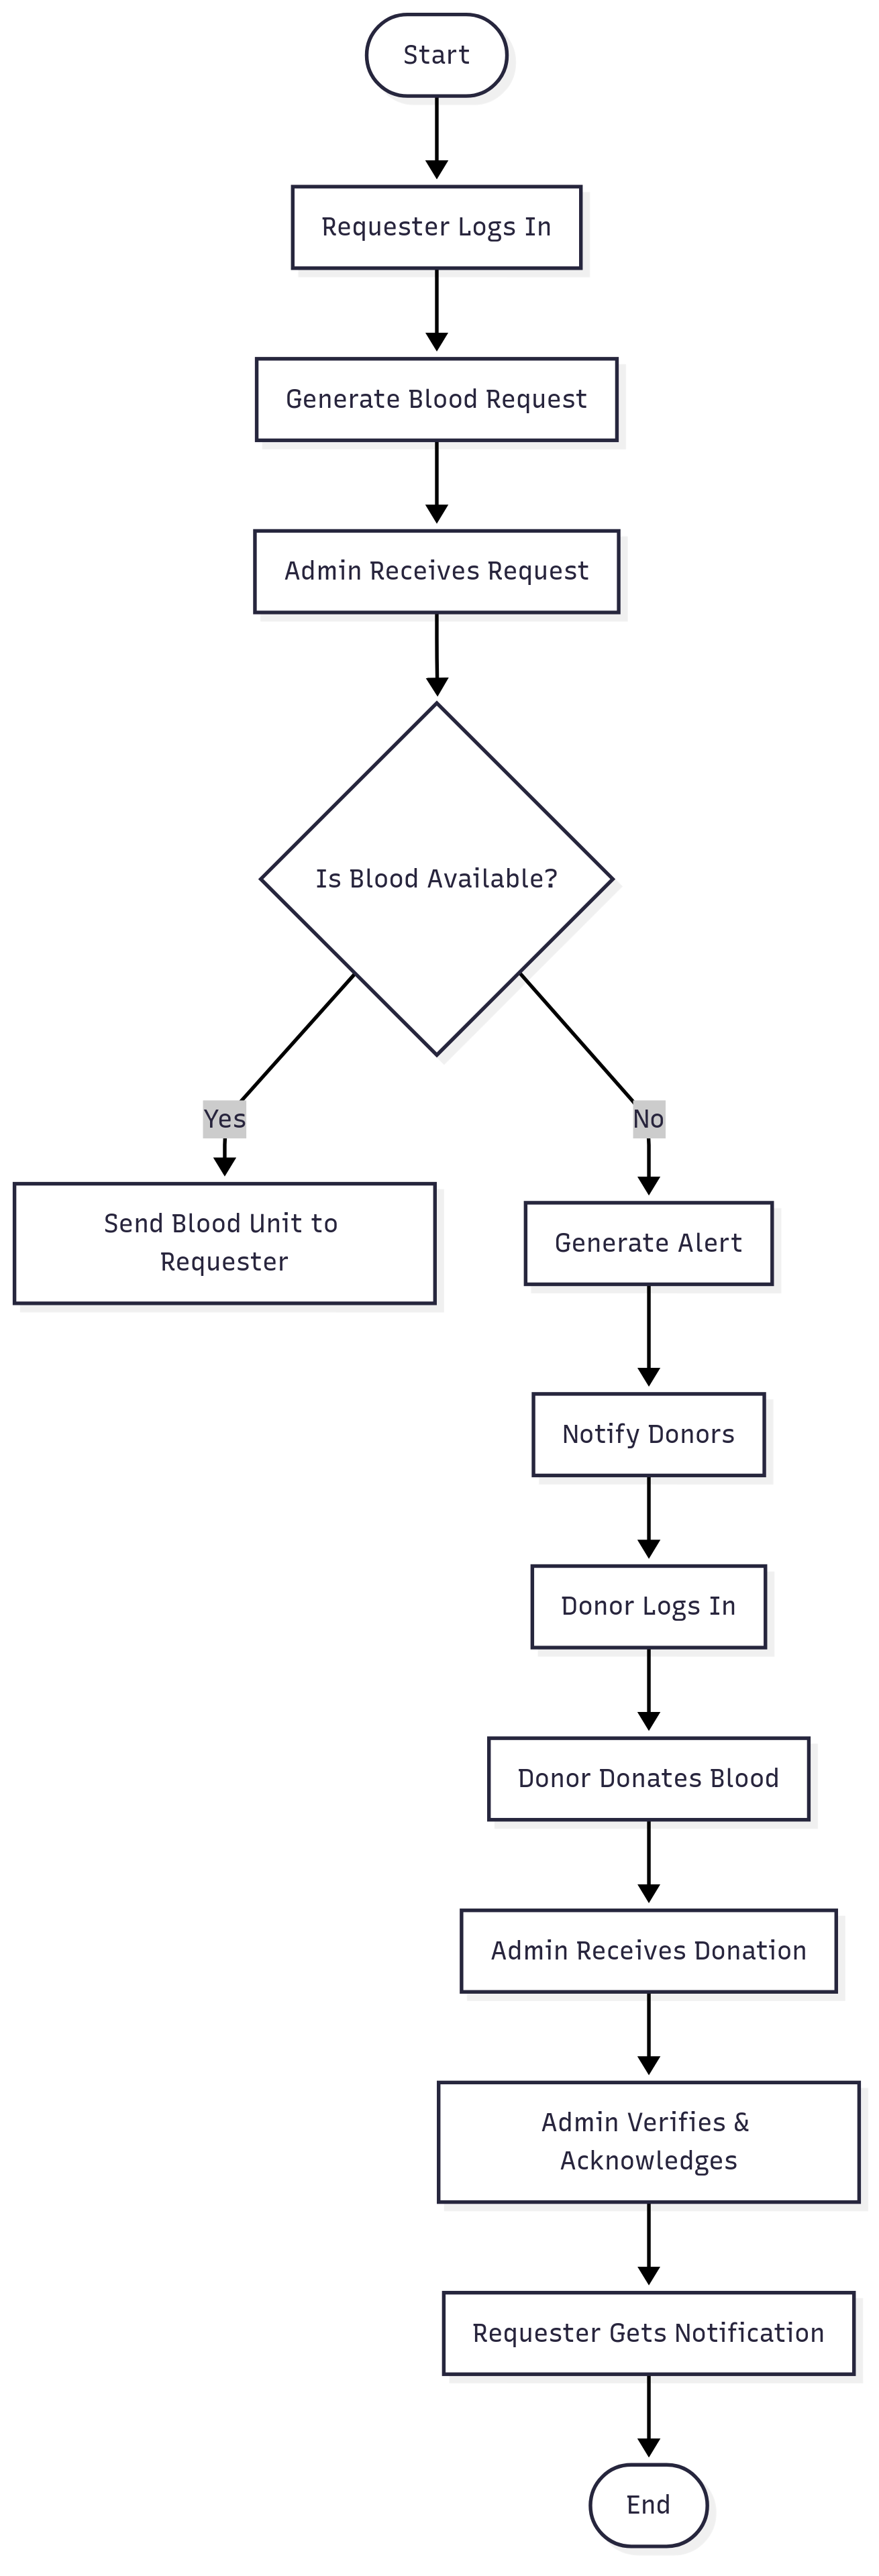 Start
Requester Logs In
Generate Blood Request
Admin Receives Request
Is Blood Available?
Yes
No
Send Blood Unit to
Requester
Generate Alert
Notify Donors
Donor Logs In
Donor Donates Blood
Admin Receives Donation
Admin Verifies &
Acknowledges
Requester Gets Notification
End